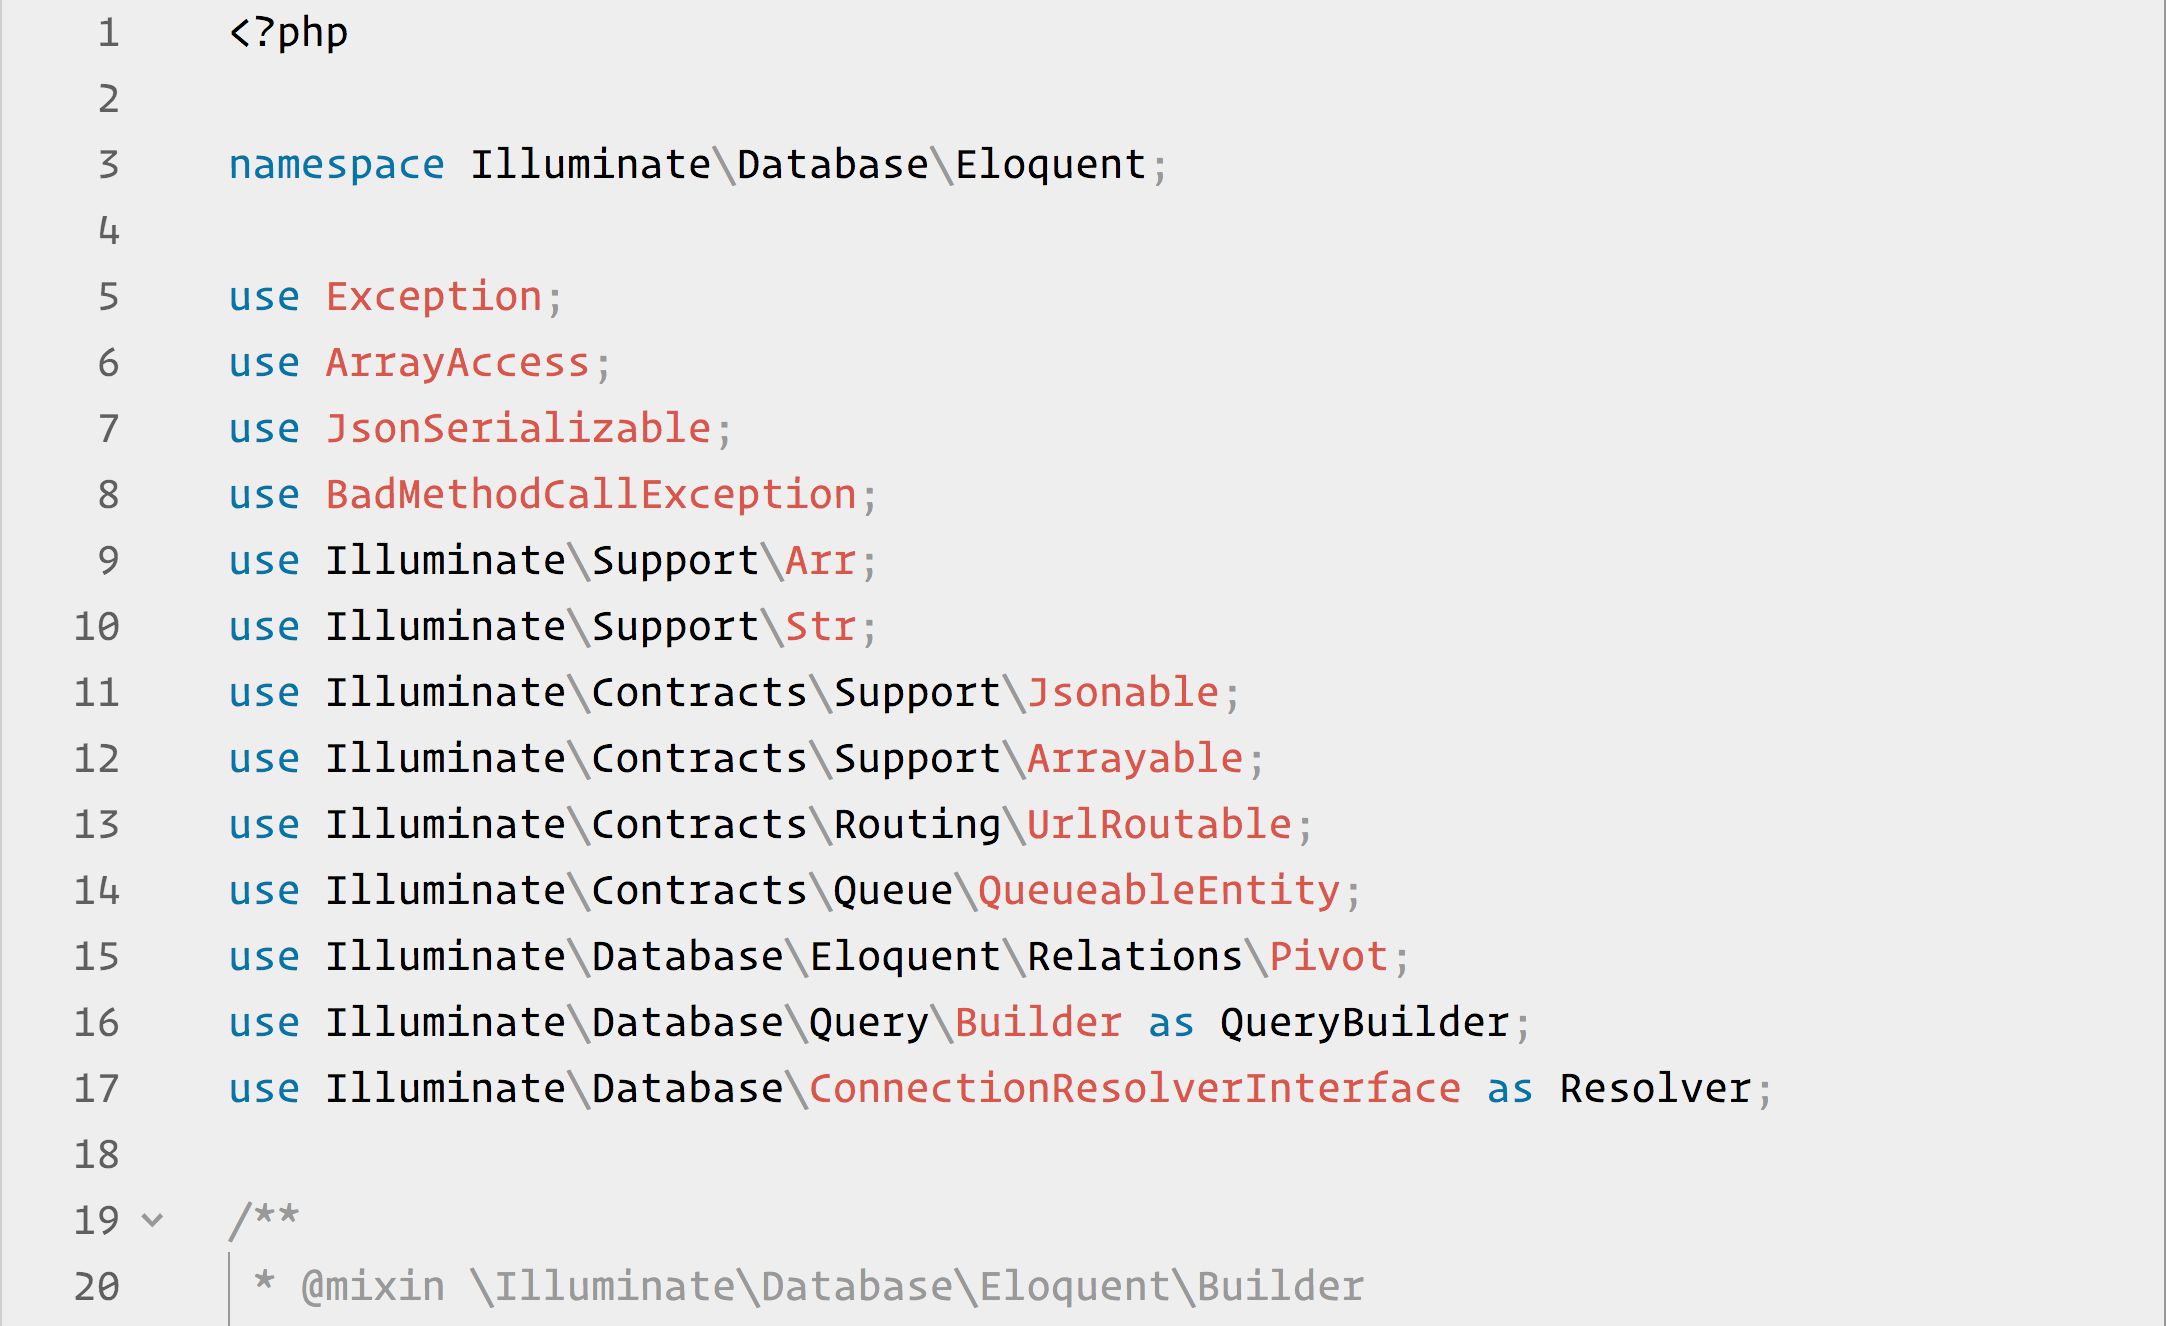 1 <?php
2
3 namespace Illuminate\Database\Eloquent;
4
5 use Exception;
6 use ArrayAccess;
7 use JsonSerializable;
8 use BadMethodCallException;
9 use Illuminate\Support\Arr;
10 use Illuminate\Support\Str;
11 use Illuminate\Contracts\Support\Jsonable;
12 use Illuminate\Contracts\Support\Arrayable;
13 use Illuminate\Contracts\Routing\UrlRoutable;
14 use Illuminate\Contracts\Queue\QueueableEntity;
15 use Illuminate\Database\Eloquent\Relations\Pivot;
16 use Illuminate\Database\Query\Builder as QueryBuilder;
17 use Illuminate\Database\ConnectionResolverInterface as Resolver;
18
19 /**
20  * @mixin \Illuminate\Database\Eloquent\Builder